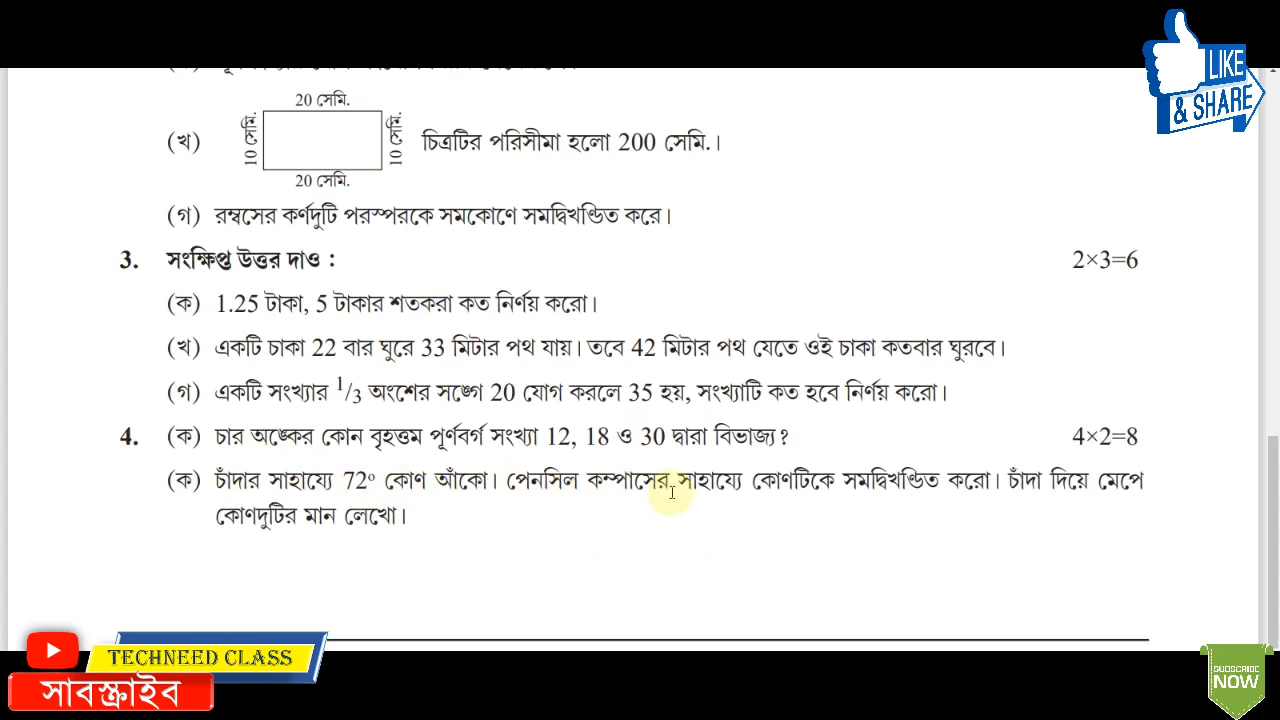 LIKE
& SHARE
20 সেমি.
(খ) 10 সেমি. 10 সেমি. চিত্রটির পরিসীমা হলো 200 সেমি.।
20 সেমি.
(গ) রম্বসের কর্ণদুটি পরস্পরকে সমকোণে সমদ্বিখণ্ডিত করে।
3. সংক্ষিপ্ত উত্তর দাও : 2×3=6
(ক) 1.25 টাকা, 5 টাকার শতকরা কত নির্ণয় করো।
(খ) একটি চাকা 22 বার ঘুরে 33 মিটার পথ যায়। তবে 42 মিটার পথ যেতে ওই চাকা কতবার ঘুরবে।
(গ) একটি সংখ্যার 1/3 অংশের সঙ্গে 20 যোগ করলে 35 হয়, সংখ্যাটি কত হবে নির্ণয় করো।
4. (ক) চার অঙ্কের কোন বৃহত্তম পূর্ণবর্গ সংখ্যা 12, 18 ও 30 দ্বারা বিভাজ্য? 4×2=8
(ক) চাঁদার সাহায্যে 72° কোণ আঁকো। পেনসিল কম্পাসের সাহায্যে কোণটিকে সমদ্বিখণ্ডিত করো। চাঁদা দিয়ে মেপে
কোণদুটির মান লেখো।
TECHNEED CLASS
সাবস্ক্রাইব
SUBSCRIBE
NOW